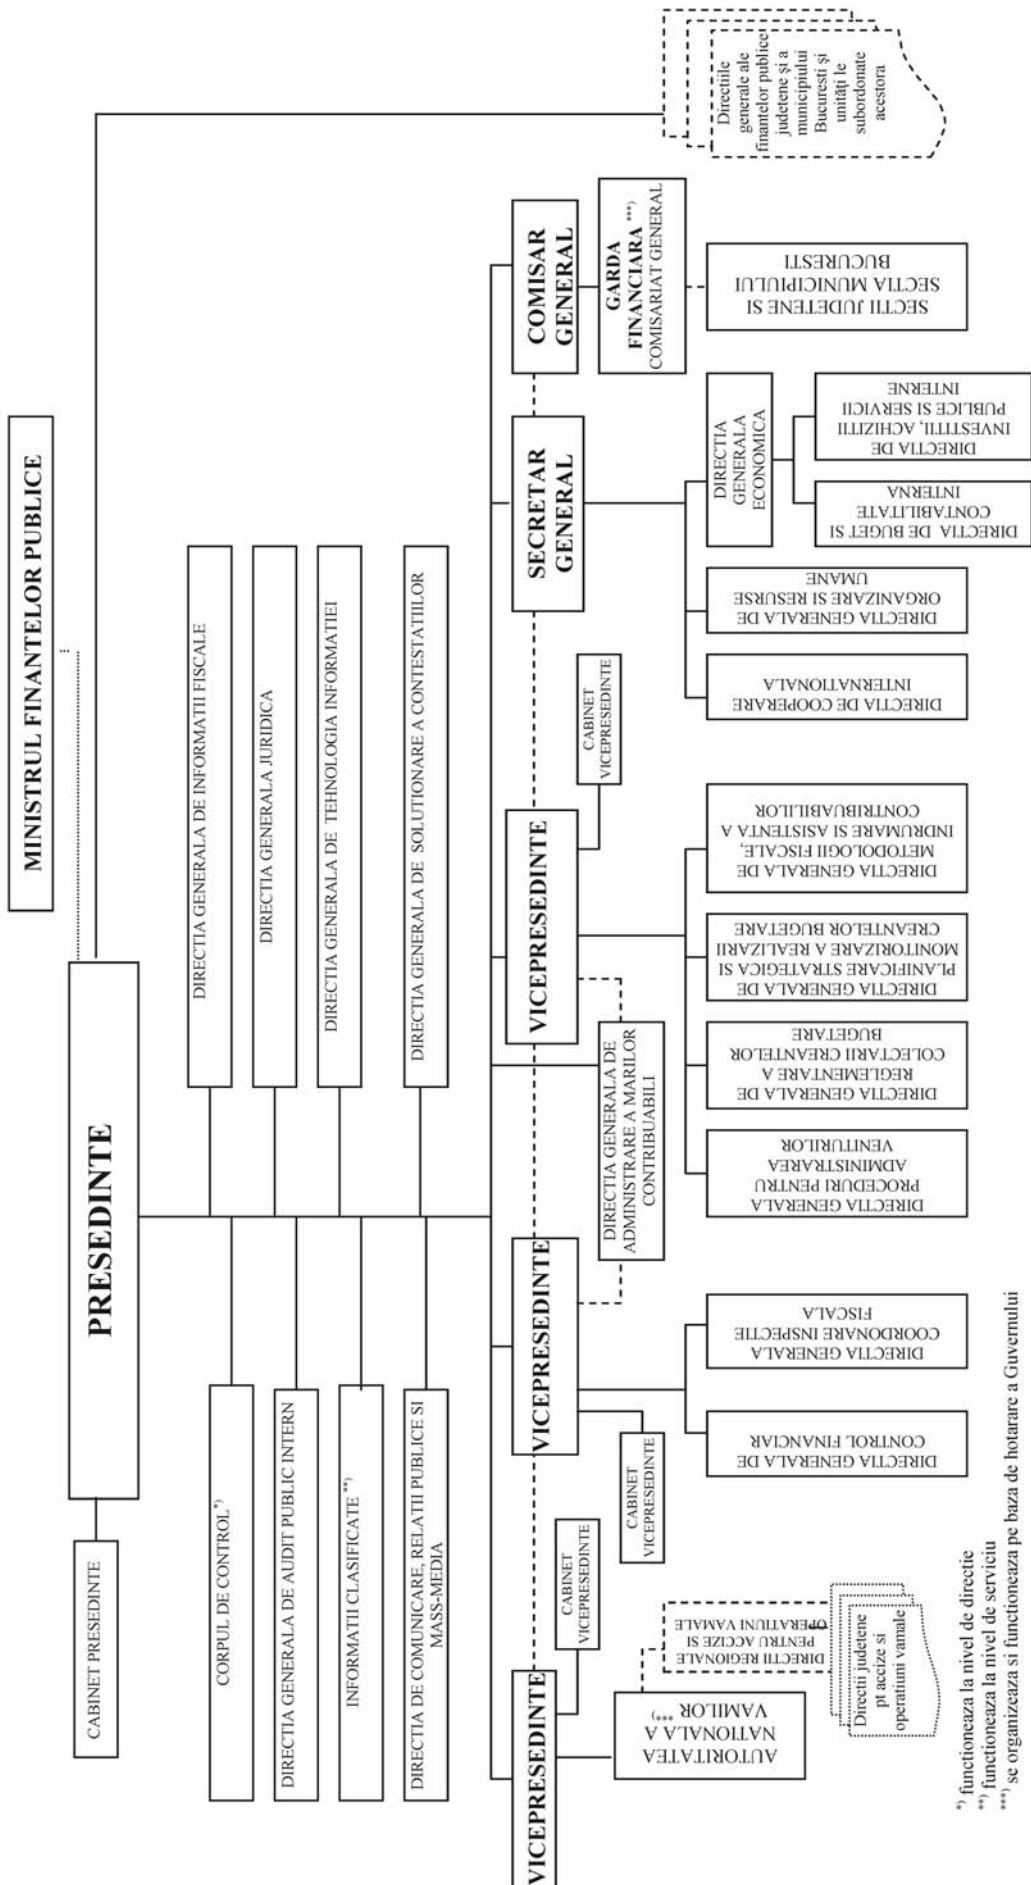 MINISTRUL FINANTELOR PUBLICE
PRESEDINTE
CABINET PRESEDINTE
CORPUL DE CONTROL*)
DIRECTIA GENERALA DE AUDIT PUBLIC INTERN
INFORMATII CLASIFICATE **)
DIRECTIA DE COMUNICARE, RELATII PUBLICE SI
MASS-MEDIA
DIRECTIA GENERALA DE INFORMATII FISCALE
DIRECTIA GENERALA JURIDICA
DIRECTIA GENERALA DE TEHNOLOGIA INFORMATIEI
DIRECTIA GENERALA DE SOLUTIONARE A CONTESTATIILOR
VICEPRESEDINTE
CABINET
VICEPRESEDINTE
AUTORITATEA
NATIONALA A
VAMILOR ***)
DIRECTII REGIONALE
PENTRU ACCIZE SI
OPERATIUNI VAMALE
Directii judetene
pt accize si
operatiuni vamale
VICEPRESEDINTE
CABINET
VICEPRESEDINTE
DIRECTIA GENERALA DE
CONTROL FINANCIAR
DIRECTIA GENERALA
COORDONARE INSPECTIE
FISCALA
DIRECTIA GENERALA DE
ADMINISTRARE A MARILOR
CONTRIBUABILI
VICEPRESEDINTE
CABINET
VICEPRESEDINTE
DIRECTIA GENERALA
PROCEDURI PENTRU
ADMINISTRAREA
VENITURILOR
DIRECTIA GENERALA DE
REGLEMENTARE A
COLECTARII CREANTELOR
BUGETARE
DIRECTIA GENERALA DE
PLANIFICARE STRATEGICA SI
MONITORIZARE A REALIZARII
CREANTELOR BUGETARE
DIRECTIA GENERALA DE
METODOLOGII FISCALE,
INDRUMARE SI ASISTENTA A
CONTRIBUABILILOR
SECRETAR
GENERAL
DIRECTIA DE COOPERARE
INTERNATIONALA
DIRECTIA GENERALA DE
ORGANIZARE SI RESURSE
UMANE
DIRECTIA
GENERALA
ECONOMICA
DIRECTIA DE BUGET SI
CONTABILITATE
INTERNA
DIRECTIA DE
INVESTITII, ACHIZITII
PUBLICE SI SERVICII
INTERNE
COMISAR
GENERAL
GARDA
FINANCIARA ***)
COMISARIAT GENERAL
SECTII JUDETENE SI
SECTIA MUNICIPIULUI
BUCURESTI
Directiile
generale ale
finantelor publice
judetene şi a
municipiului
Bucuresti şi
unităţi le
subordonate
acestora
*) functioneaza la nivel de directie
**) functioneaza la nivel de serviciu
***) se organizeaza si functioneaza pe baza de hotarare a Guvernului